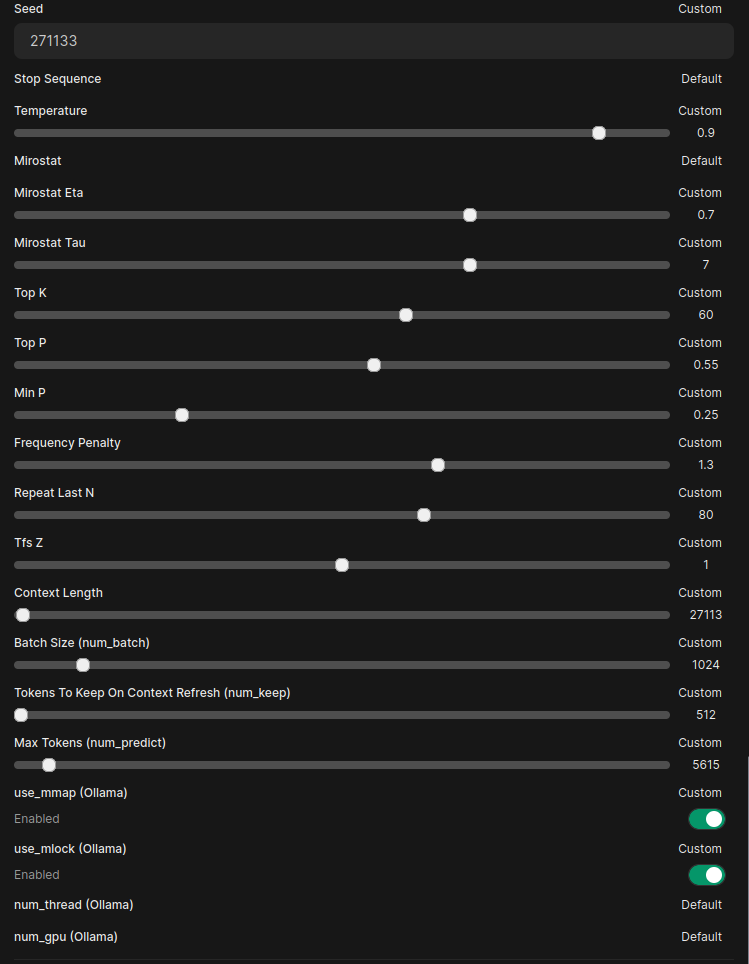 Seed Custom
271133
Stop Sequence Default
Temperature Custom
0.9
Mirostat Default
Mirostat Eta Custom
0.7
Mirostat Tau Custom
7
Top K Custom
60
Top P Custom
0.55
Min P Custom
0.25
Frequency Penalty Custom
1.3
Repeat Last N Custom
80
Tfs Z Custom
1
Context Length Custom
27113
Batch Size (num_batch) Custom
1024
Tokens To Keep On Context Refresh (num_keep) Custom
512
Max Tokens (num_predict) Custom
5615
use_mmap (Ollama) Custom
Enabled
use_mlock (Ollama) Custom
Enabled
num_thread (Ollama) Default
num_gpu (Ollama) Default